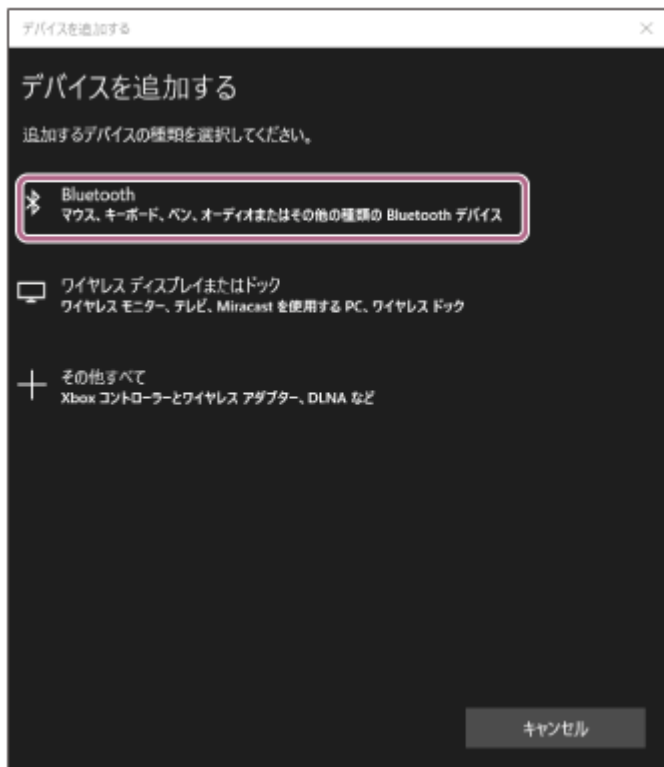 デバイスを追加する
デバイスを追加する
追加するデバイスの種類を選択してください。
Bluetooth
マウス、キーボード、ペン、オーディオまたはその他の種類の Bluetooth デバイス
ワイヤレス ディスプレイまたはドック
ワイヤレス モニター、テレビ、Miracast を使用する PC、ワイヤレス ドック
その他すべて
Xbox コントローラーとワイヤレス アダプター、DLNA など
キャンセル